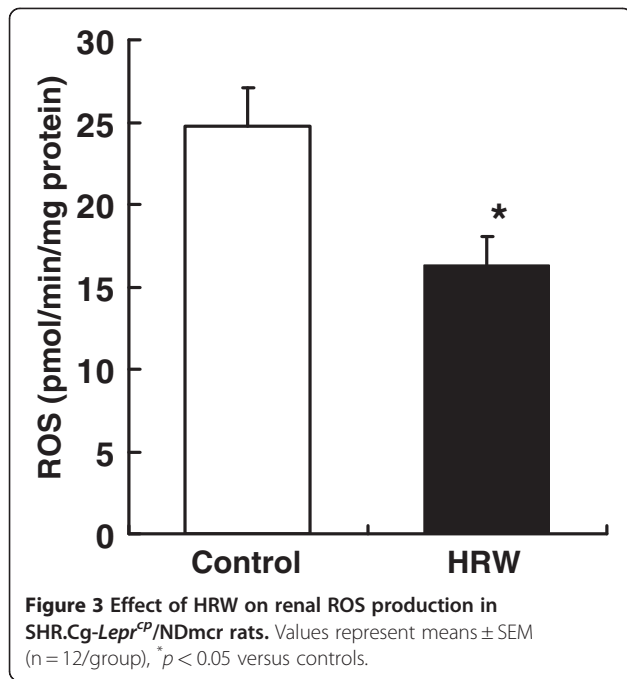 30
25
20
15
10
5
0
ROS (pmol/min/mg protein)
*
Control HRW
Figure 3 Effect of HRW on renal ROS production in
SHR.Cg-Lepr^cp/NDmcr rats. Values represent means ± SEM
(n = 12/group), *p < 0.05 versus controls.